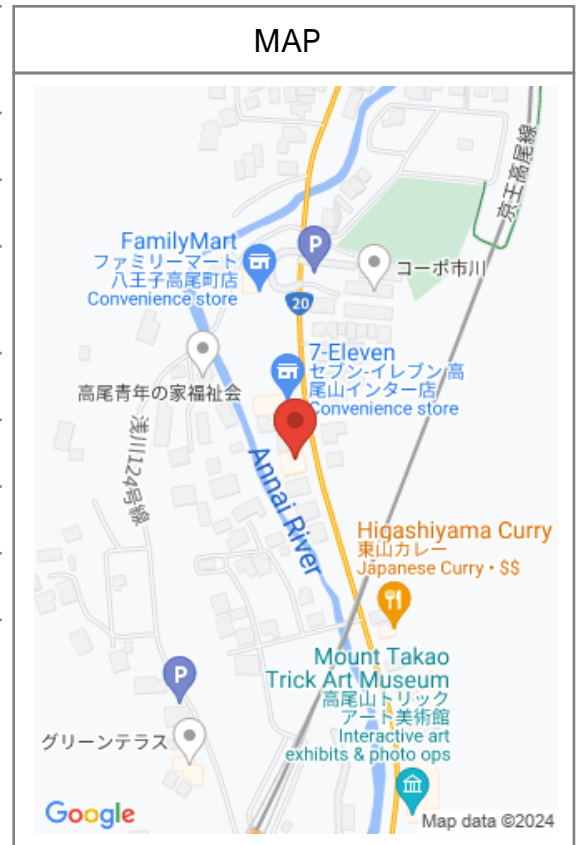 MAP
京王高尾線
FamilyMart
ファミリーマート
八王子高尾町店
Convenience store
P
コーポ市川
20
7-Eleven
セブン-イレブン 高
尾山インター店
Convenience store
高尾青年の家福祉会
浅川124号線
Annai River
Higashiyama Curry
東山カレー
Japanese Curry • $$
Mount Takao
Trick Art Museum
高尾山トリック
アート美術館
Interactive art
exhibits & photo ops
P
グリーンテラス
Google
Map data ©2024